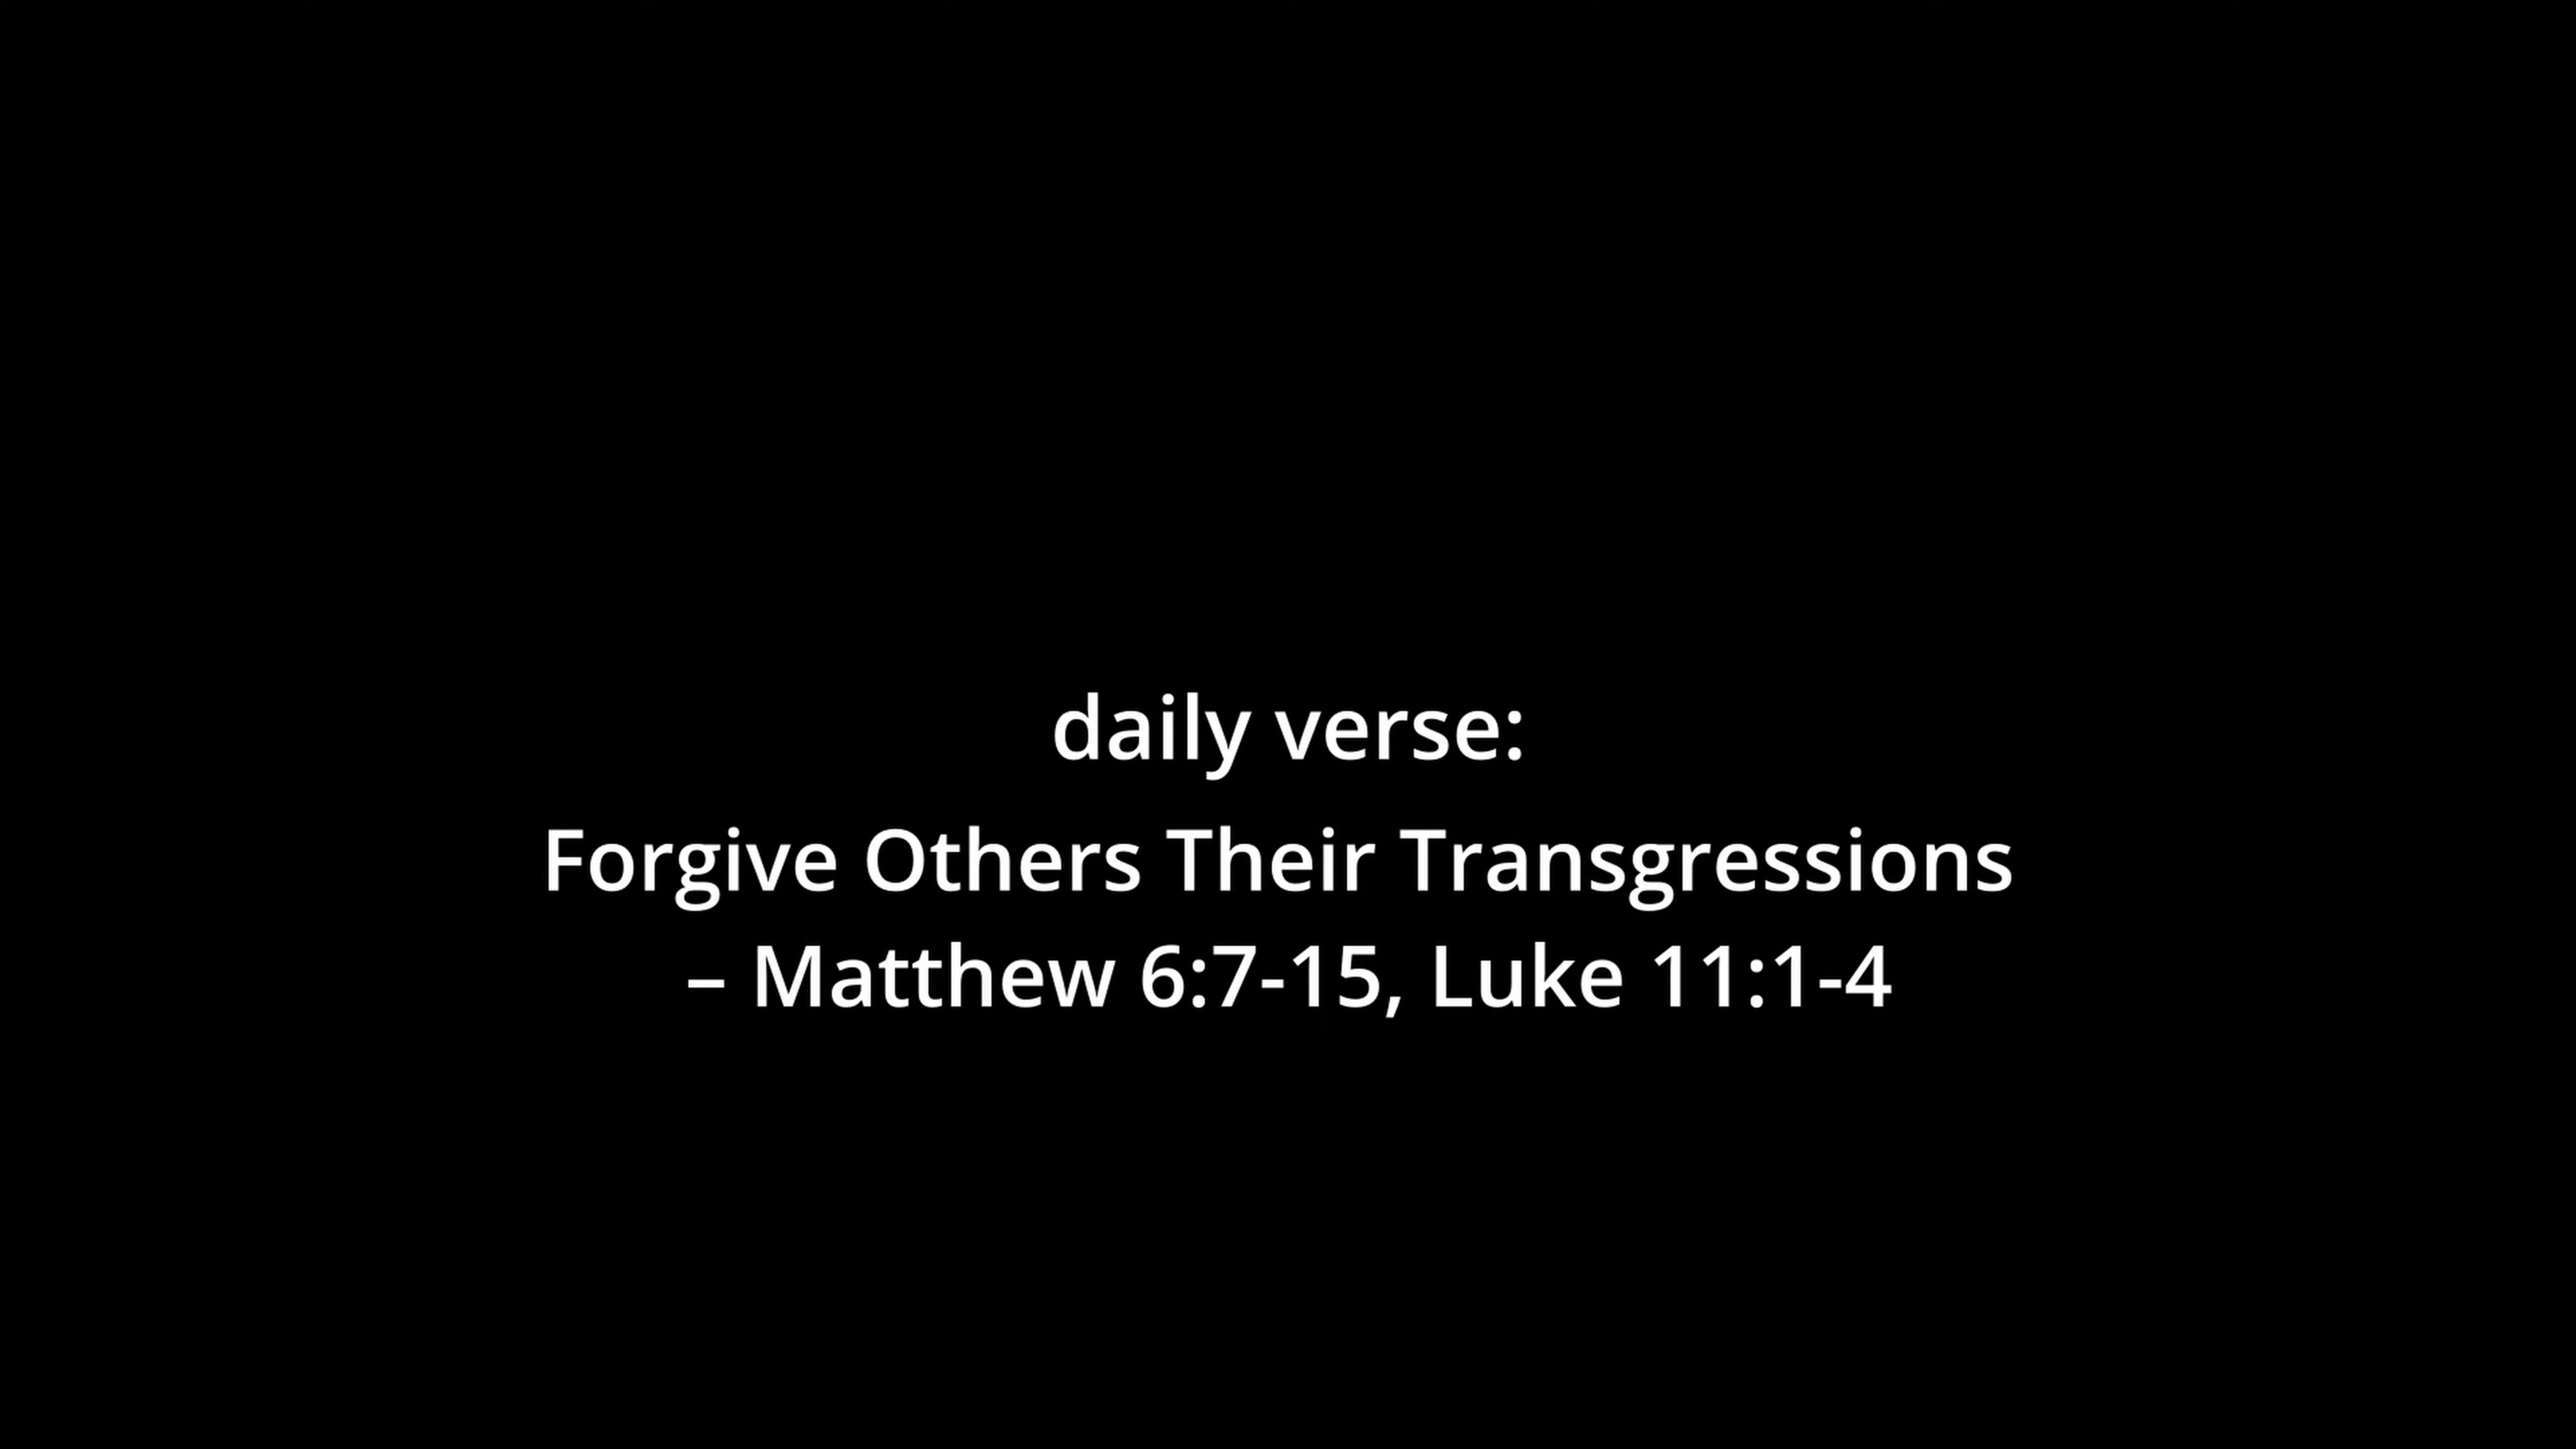 daily verse:
Forgive Others Their Transgressions
– Matthew 6:7-15, Luke 11:1-4